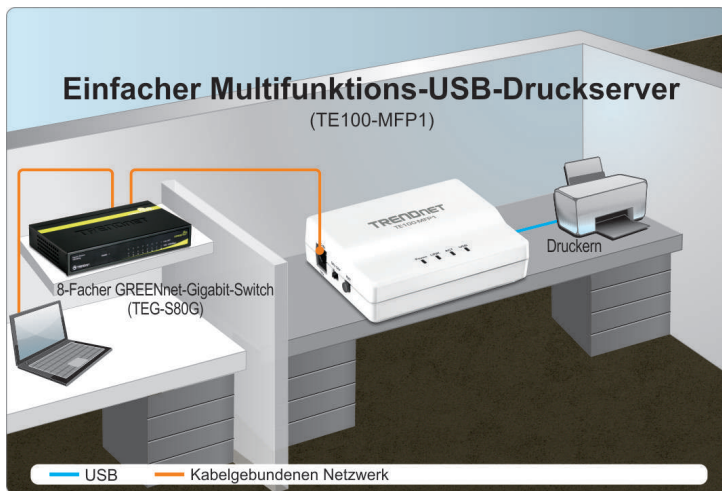 Einfacher Multifunktions-USB-Druckserver
(TE100-MFP1)
TRENDNET
TE100-MFP1
TRENDNET
Druckern
8-Facher GREENnet-Gigabit-Switch
(TEG-S80G)
USB
Kabelgebundenen Netzwerk